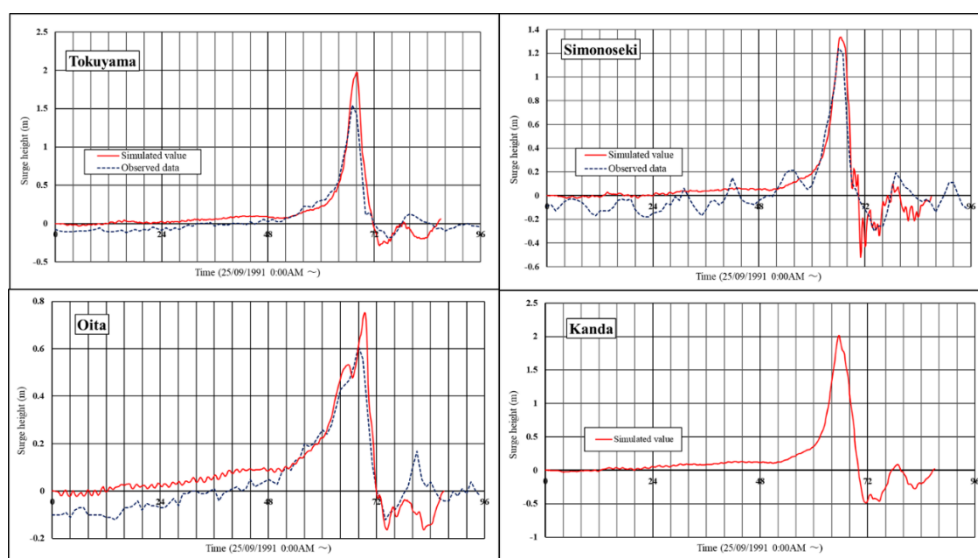 Tokuyama
Surge height (m)
2
1.5
1
0.5
0
-0.5
Simulated value
Observed data
0 24 48 72 96
Time (25/09/1991 0:00AM ～)
Simonoseki
Surge height (m)
1.4
1.2
1
0.8
0.6
0.4
0.2
0
-0.2
-0.4
-0.6
Simulated value
Observed data
0 24 48 72 96
Time (25/09/1991 0:00AM ～)
Oita
Surge height (m)
0.8
0.6
0.4
0.2
0
-0.2
Simulated value
Observed data
0 24 48 72 96
Time (25/09/1991 0:00AM ～)
Kanda
Surge height (m)
2.5
2
1.5
1
0.5
0
-0.5
-1
Simulated value
0 24 48 72 96
Time (25/09/1991 0:00AM ～)